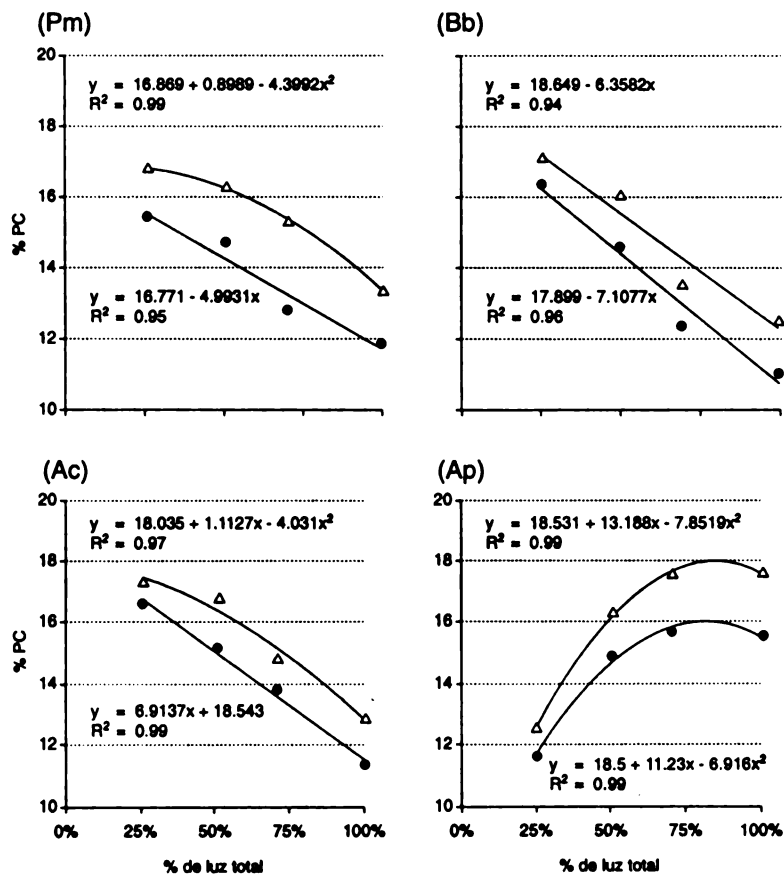 (Pm)
20
18
16
14
12
10
% PC
y = 16.869 + 0.8989 - 4.3992x²
R² = 0.99
y = 16.771 - 4.9931x
R² = 0.95
(Bb)
y = 18.649 - 6.3582x
R² = 0.94
y = 17.899 - 7.1077x
R² = 0.96
(Ac)
20
18
16
14
12
10
% PC
y = 18.035 + 1.1127x - 4.031x²
R² = 0.97
y = 6.9137x + 18.543
R² = 0.99
0% 25% 50% 75% 100%
% de luz total
(Ap)
y = 18.531 + 13.188x - 7.8519x²
R² = 0.99
y = 18.5 + 11.23x - 6.916x²
R² = 0.99
0% 25% 50% 75% 100%
% de luz total